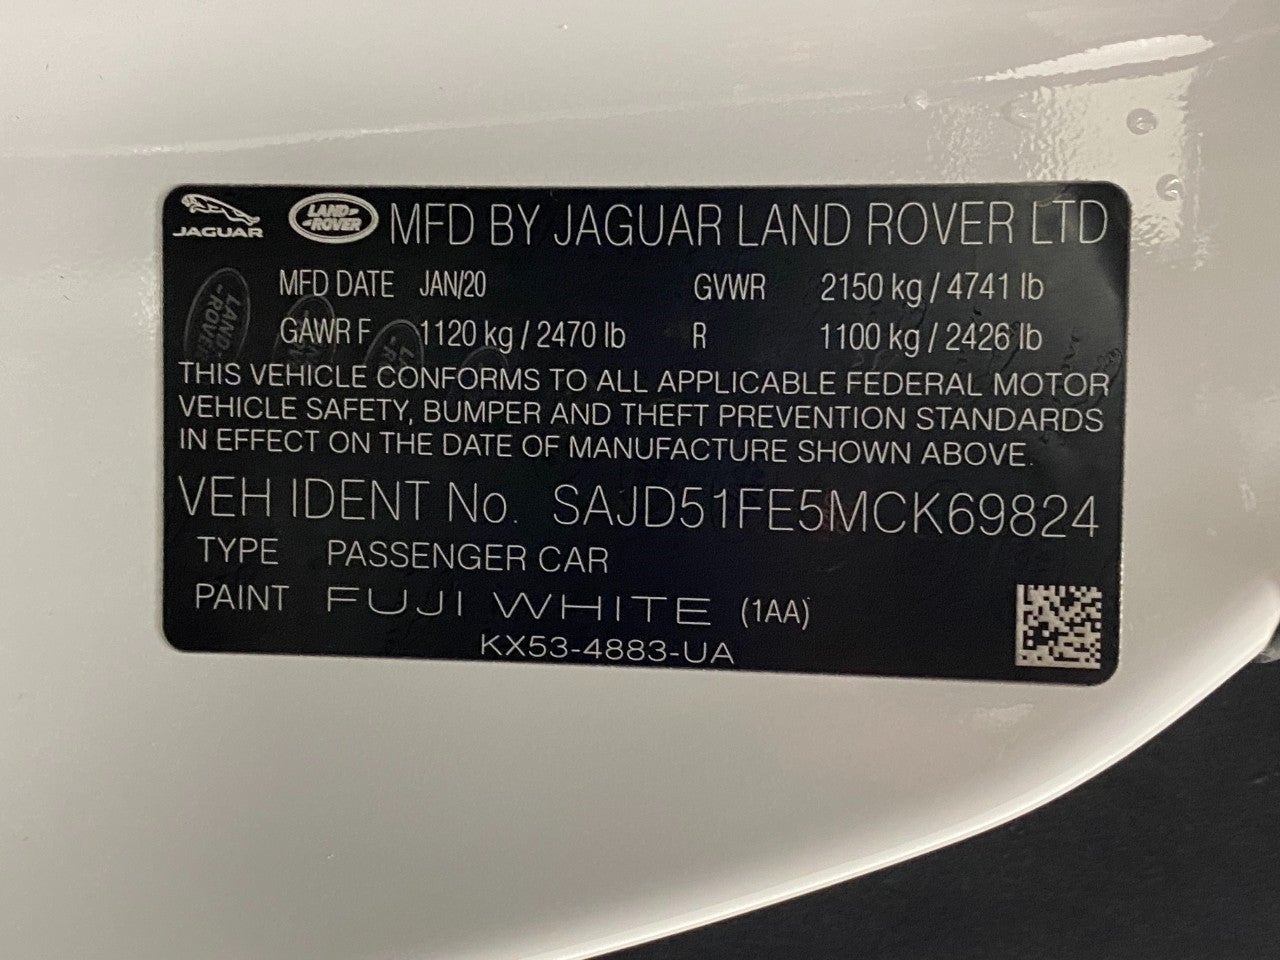 JAGUAR LAND-ROVER MFD BY JAGUAR LAND ROVER LTD
MFD DATE JAN/20 GVWR 2150 kg / 4741 lb
GAWR F 1120 kg / 2470 lb R 1100 kg / 2426 lb
THIS VEHICLE CONFORMS TO ALL APPLICABLE FEDERAL MOTOR
VEHICLE SAFETY, BUMPER AND THEFT PREVENTION STANDARDS
IN EFFECT ON THE DATE OF MANUFACTURE SHOWN ABOVE.
VEH IDENT No. SAJD51FE5MCK69824
TYPE PASSENGER CAR
PAINT FUJI WHITE (1AA)
KX53-4883-UA